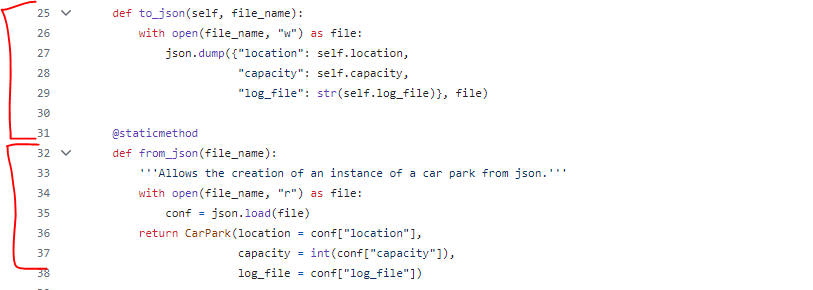 25 def to_json(self, file_name):
26 with open(file_name, "w") as file:
27 json.dump({"location": self.location,
28 "capacity": self.capacity,
29 "log_file": str(self.log_file)}, file)
30
31 @staticmethod
32 def from_json(file_name):
33 '''Allows the creation of an instance of a car park from json.'''
34 with open(file_name, "r") as file:
35 conf = json.load(file)
36 return CarPark(location = conf["location"],
37 capacity = int(conf["capacity"]),
38 log_file = conf["log_file"])